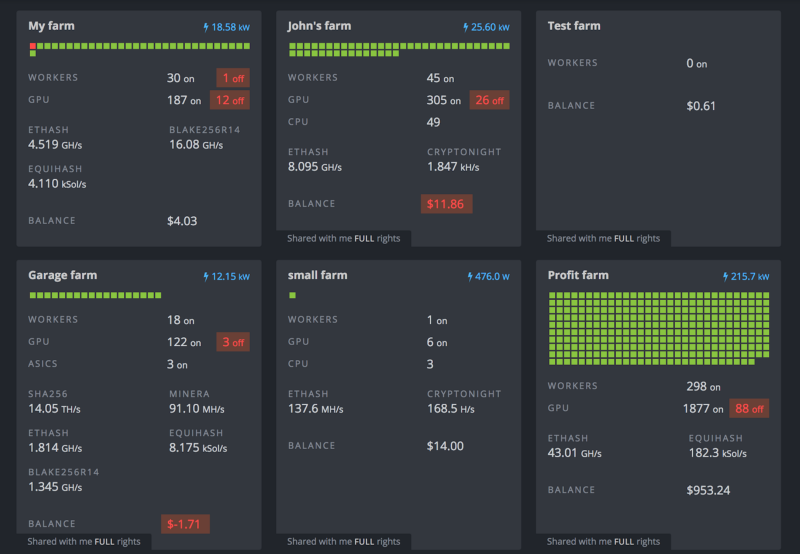 My farm 18.58 kW
WORKERS 30 on 1 off
GPU 187 on 12 off
ETHASH BLAKE256R14
4.519 GH/s 16.08 GH/s
EQUIHASH
4.110 kSol/s
BALANCE $4.03
John's farm 25.60 kW
WORKERS 45 on
GPU 305 on 26 off
CPU 49
ETHASH CRYPTONIGHT
8.095 GH/s 1.847 kH/s
BALANCE $11.86
Shared with me FULL rights
Test farm
WORKERS 0 on
BALANCE $0.61
Shared with me FULL rights
Garage farm 12.15 kW
WORKERS 18 on
GPU 122 on 3 off
ASICS 3 on
SHA256 MINERA
14.05 TH/s 91.10 MH/s
ETHASH EQUIHASH
1.814 GH/s 8.175 kSol/s
BLAKE256R14
1.345 GH/s
BALANCE $-1.71
Shared with me FULL rights
small farm 476.0 W
WORKERS 1 on
GPU 6 on
CPU 3
ETHASH CRYPTONIGHT
137.6 MH/s 168.5 H/s
BALANCE $14.00
Shared with me FULL rights
Profit farm 215.7 kW
WORKERS 298 on
GPU 1877 on 88 off
ETHASH EQUIHASH
43.01 GH/s 182.3 kSol/s
BALANCE $953.24
Shared with me FULL rights